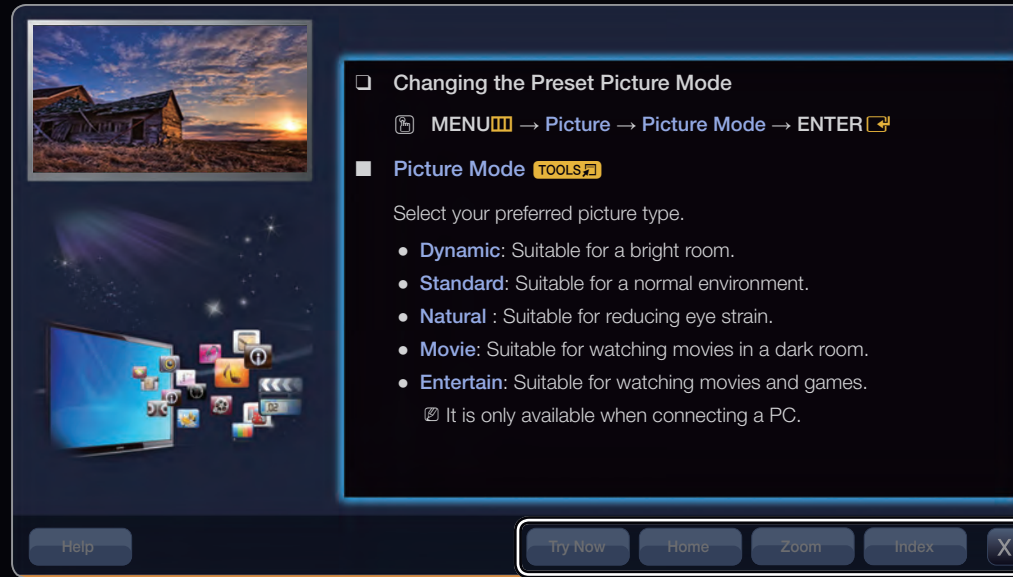 ❑ Changing the Preset Picture Mode
MENU → Picture → Picture Mode → ENTER
■ Picture Mode TOOLS
Select your preferred picture type.
● Dynamic: Suitable for a bright room.
● Standard: Suitable for a normal environment.
● Natural : Suitable for reducing eye strain.
● Movie: Suitable for watching movies in a dark room.
● Entertain: Suitable for watching movies and games.
It is only available when connecting a PC.
Help Try Now Home Zoom Index X